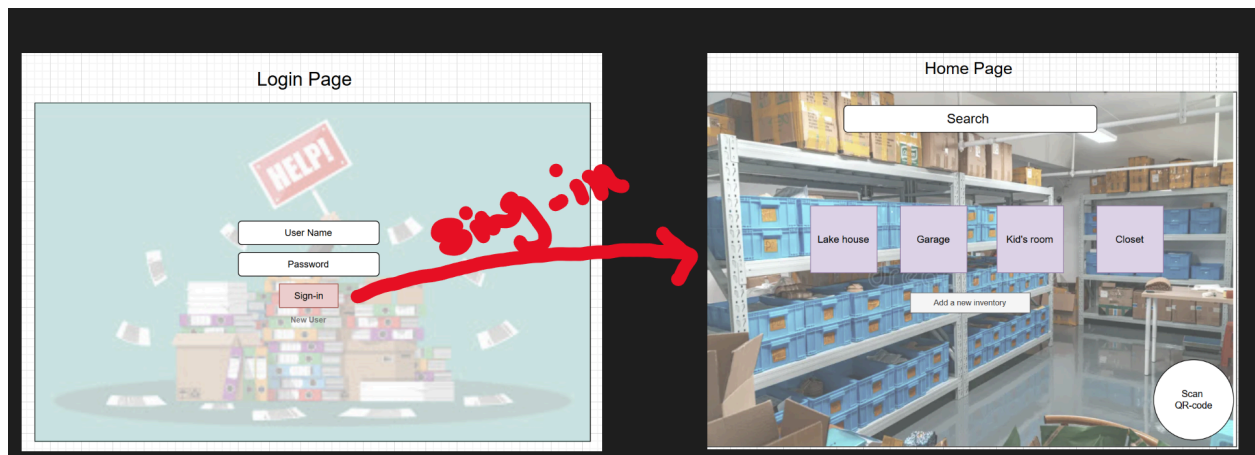 Login Page
HELP!
User Name
Password
Sign-in
New User
Sing-in
Home Page
Search
Lake house
Garage
Kid's room
Closet
Add a new inventory
Scan
QR-code